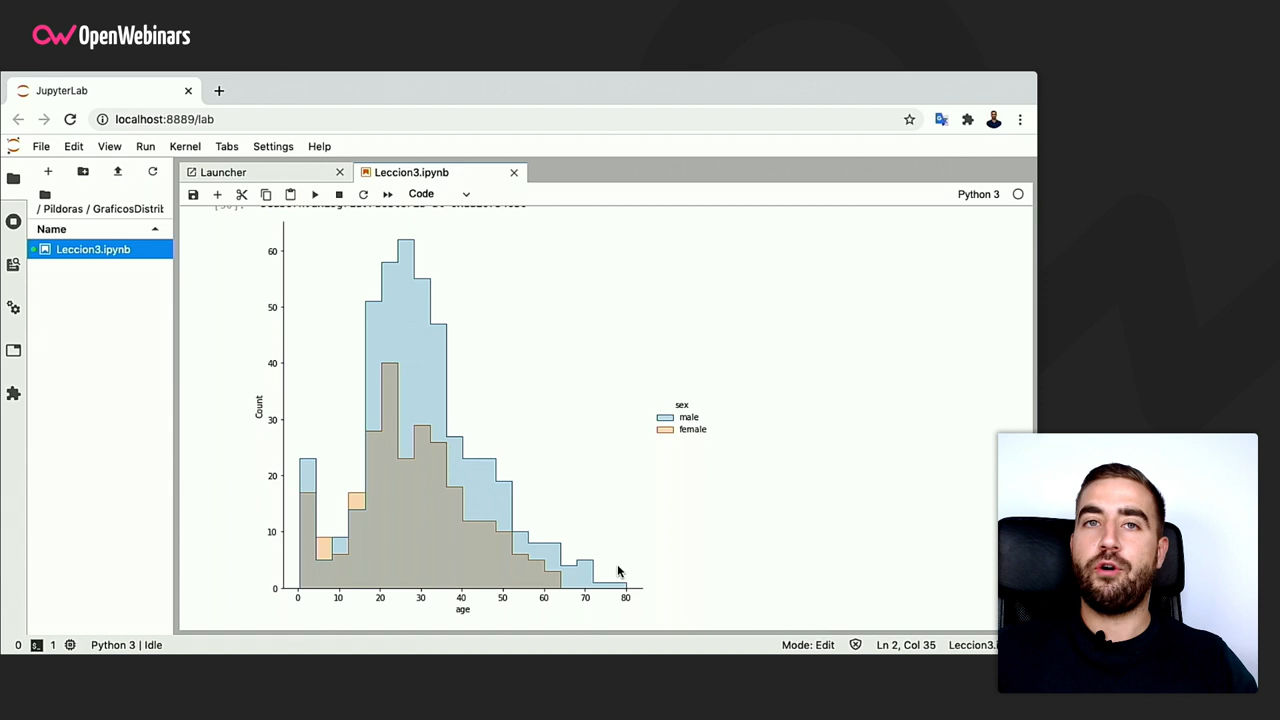 OpenWebinars
JupyterLab
localhost:8889/lab
File Edit View Run Kernel Tabs Settings Help
Launcher
Leccion3.ipynb
Code
Python 3
/ Pildoras / GraficosDistrib
Name
Leccion3.ipynb
60
50
40
30
20
10
0
Count
0 10 20 30 40 50 60 70 80
age
sex
male
female
0
1
Python 3 | Idle
Mode: Edit
Ln 2, Col 35
Leccion3.i